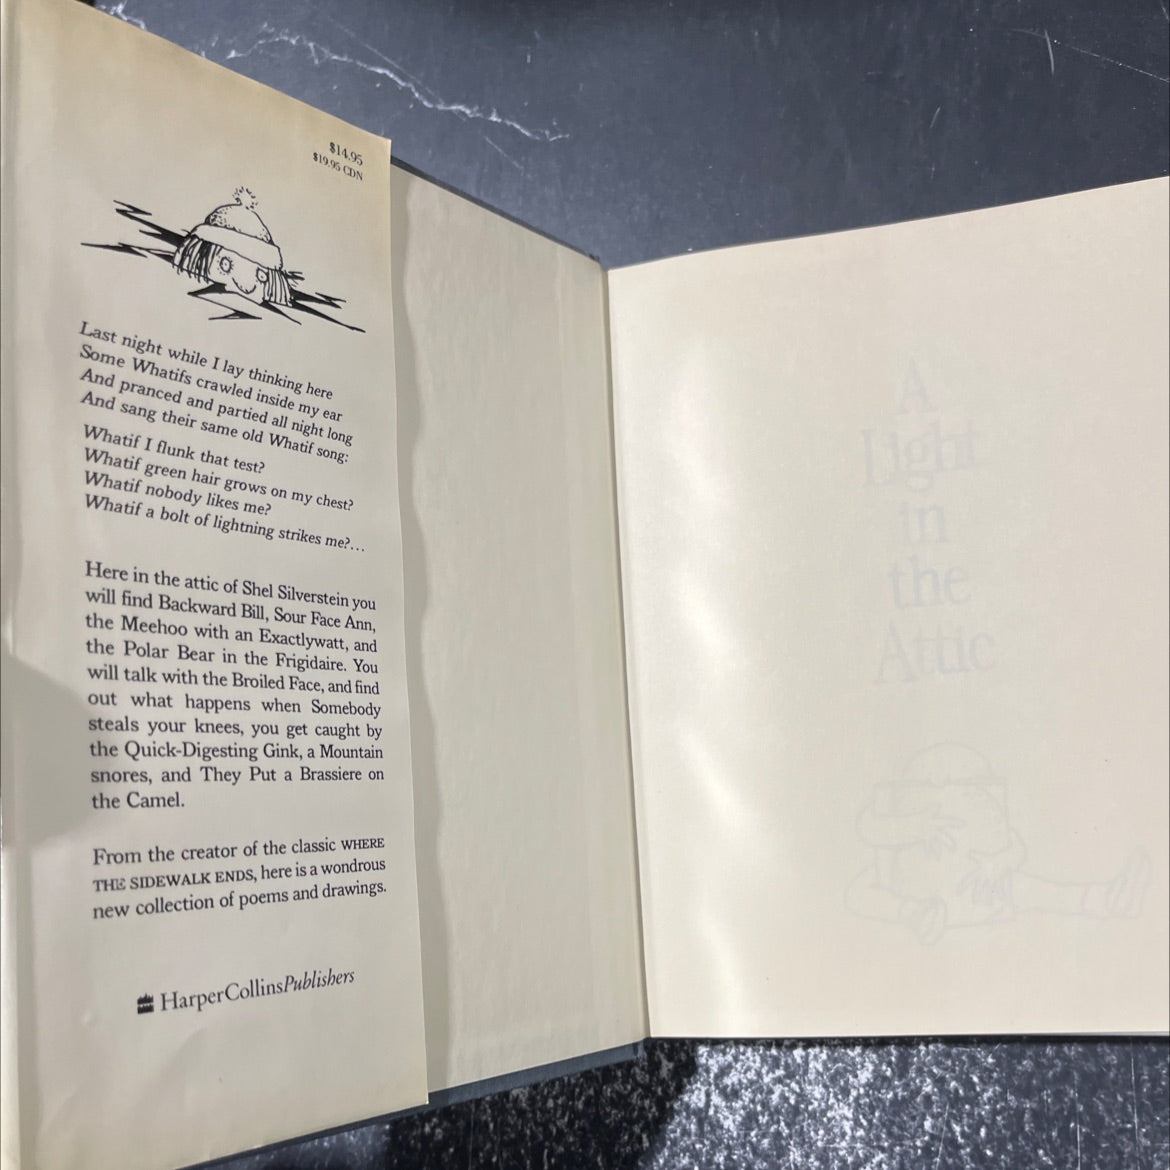 $14.95
$19.95 CDN
Last night while I lay thinking here
Some Whatifs crawled inside my ear
And pranced and partied all night long
And sang their same old Whatif song:
Whatif I flunk that test?
Whatif green hair grows on my chest?
Whatif nobody likes me?
Whatif a bolt of lightning strikes me?...
Here in the attic of Shel Silverstein you
will find Backward Bill, Sour Face Ann,
the Meehoo with an Exactlywatt, and
the Polar Bear in the Frigidaire. You
will talk with the Broiled Face, and find
out what happens when Somebody
steals your knees, you get caught by
the Quick-Digesting Gink, a Mountain
snores, and They Put a Brassiere on
the Camel.
From the creator of the classic WHERE
THE SIDEWALK ENDS, here is a wondrous
new collection of poems and drawings.
HarperCollinsPublishers
A
Light
in
the
Attic